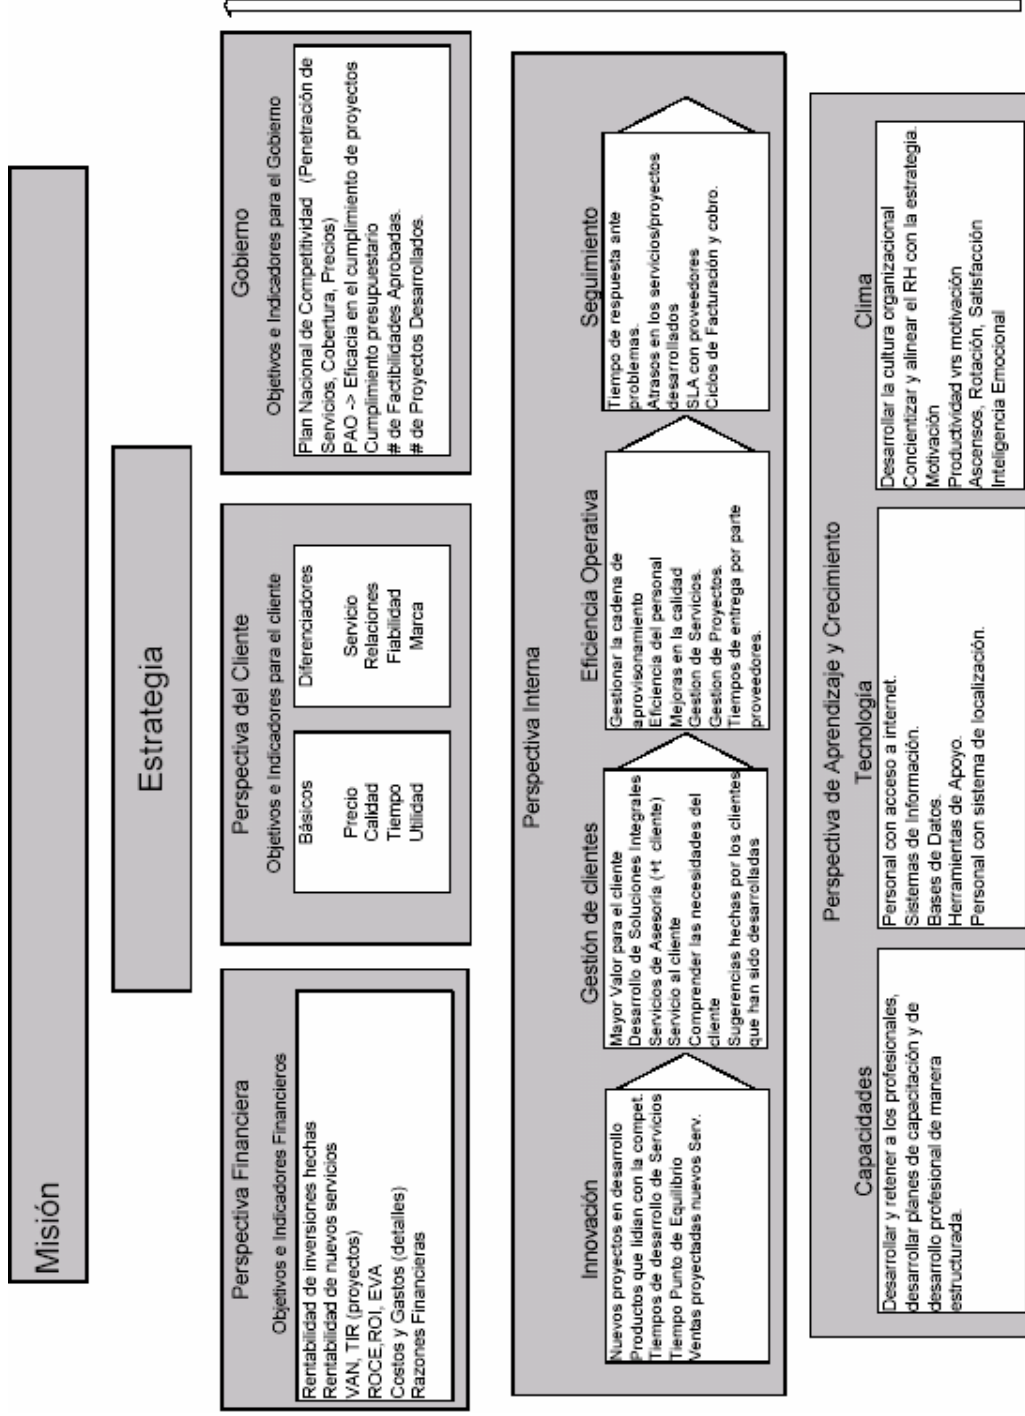 Misión
Estrategia
Perspectiva Financiera
Objetivos e Indicadores Financieros
Rentabilidad de inversiones hechas
Rentabilidad de nuevos servicios
VAN, TIR (proyectos)
ROCE,ROI, EVA
Costos y Gastos (detalles)
Razones Financieras
Perspectiva del Cliente
Objetivos e Indicadores para el cliente
Básicos
Precio
Calidad
Tiempo
Utilidad
Diferenciadores
Servicio
Relaciones
Fiabilidad
Marca
Gobierno
Objetivos e Indicadores para el Gobierno
Plan Nacional de Competitividad (Penetración de
Servicios, Cobertura, Precios)
PAO -> Eficacia en el cumplimiento de proyectos
Cumplimiento presupuestario
# de Factibilidades Aprobadas.
# de Proyectos Desarrollados.
Perspectiva Interna
Innovación
Nuevos proyectos en desarrollo
Productos que lidian con la compet.
Tiempos de desarrollo de Servicios
Tiempo Punto de Equilibrio
Ventas proyectadas nuevos Serv.
Gestión de clientes
Mayor Valor para el cliente
Desarrollo de Soluciones Integrales
Servicios de Asesoría (+t cliente)
Servicio al cliente
Comprender las necesidades del
cliente
Sugerencias hechas por los clientes
que han sido desarrolladas
Eficiencia Operativa
Gestionar la cadena de
aprovisonamiento
Eficiencia del personal
Mejoras en la calidad
Gestion de Servicios.
Gestion de Proyectos.
Tiempos de entrega por parte
proveedores.
Seguimiento
Tiempo de respuesta ante
problemas.
Atrasos en los servicios/proyectos
desarrollados
SLA con proveedores
Ciclos de Facturación y cobro.
Perspectiva de Aprendizaje y Crecimiento
Capacidades
Desarrollar y retener a los profesionales,
desarrollar planes de capacitación y de
desarrollo profesional de manera
estructurada.
Tecnología
Personal con acceso a internet.
Sistemas de Información.
Bases de Datos.
Herramientas de Apoyo.
Personal con sistema de localización.
Clima
Desarrollar la cultura organizacional
Concientizar y alinear el RH con la estrategia.
Motivación
Productividad vrs motivación
Ascensos, Rotación, Satisfacción
Inteligencia Emocional